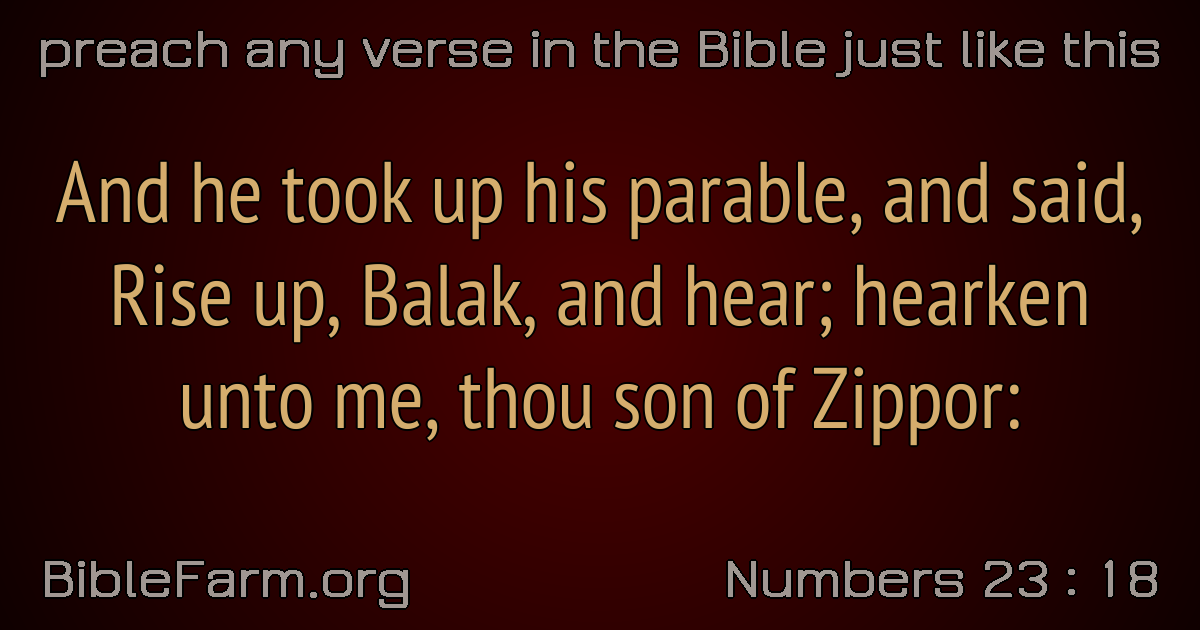 preach any verse in the Bible just like this
And he took up his parable, and said,
Rise up, Balak, and hear; hearken
unto me, thou son of Zippor:
BibleFarm.org
Numbers 23 : 18